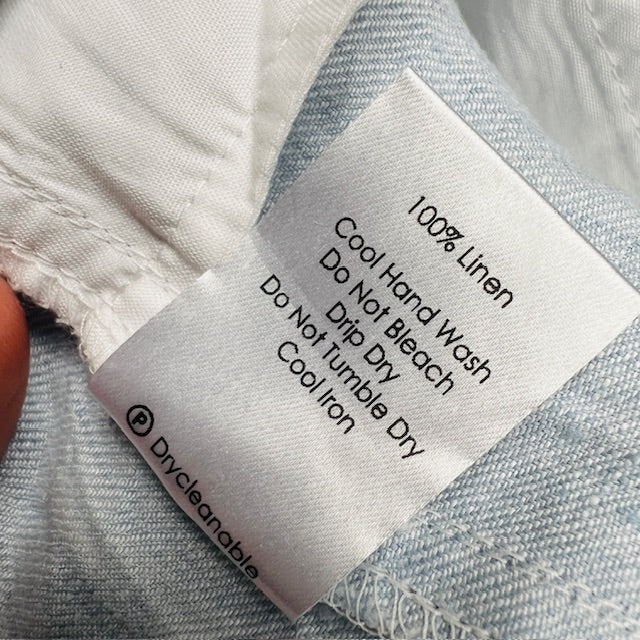 100% Linen
Cool Hand Wash
Do Not Bleach
Drip Dry
Do Not Tumble Dry
Cool Iron
Ⓟ Drycleanable